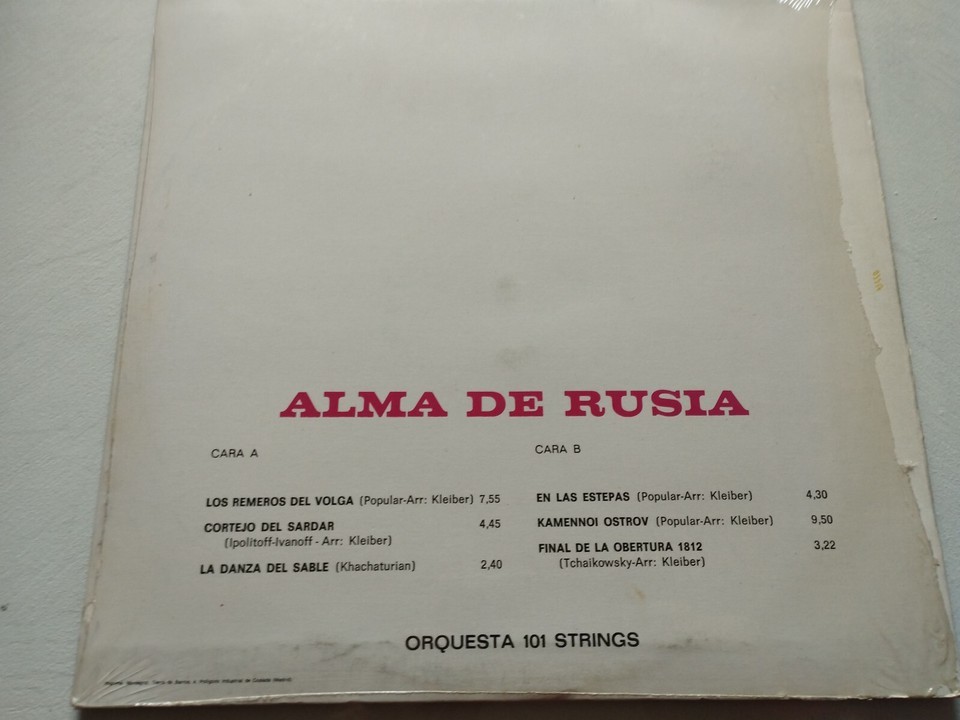 ALMA DE RUSIA
CARA A
LOS REMEROS DEL VOLGA (Popular-Arr: Kleiber) 7,55
CORTEJO DEL SARDAR 4,45
(Ipolitoff-Ivanoff - Arr: Kleiber)
LA DANZA DEL SABLE (Khachaturian) 2,40
CARA B
EN LAS ESTEPAS (Popular-Arr: Kleiber) 4,30
KAMENNOI OSTROV (Popular-Arr: Kleiber) 9,50
FINAL DE LA OBERTURA 1812 3,22
(Tchaikowsky-Arr: Kleiber)
ORQUESTA 101 STRINGS